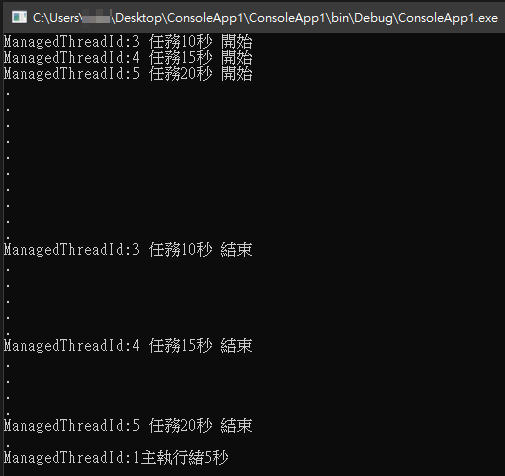 C:\Users\ \Desktop\ConsoleApp1\ConsoleApp1\bin\Debug\ConsoleApp1.exe
ManagedThreadId:3 任務10秒 開始
ManagedThreadId:4 任務15秒 開始
ManagedThreadId:5 任務20秒 開始
.
.
.
.
.
.
.
.
.
.
ManagedThreadId:3 任務10秒 結束
.
.
.
.
.
ManagedThreadId:4 任務15秒 結束
.
.
.
.
ManagedThreadId:5 任務20秒 結束
.
ManagedThreadId:1主執行緒5秒